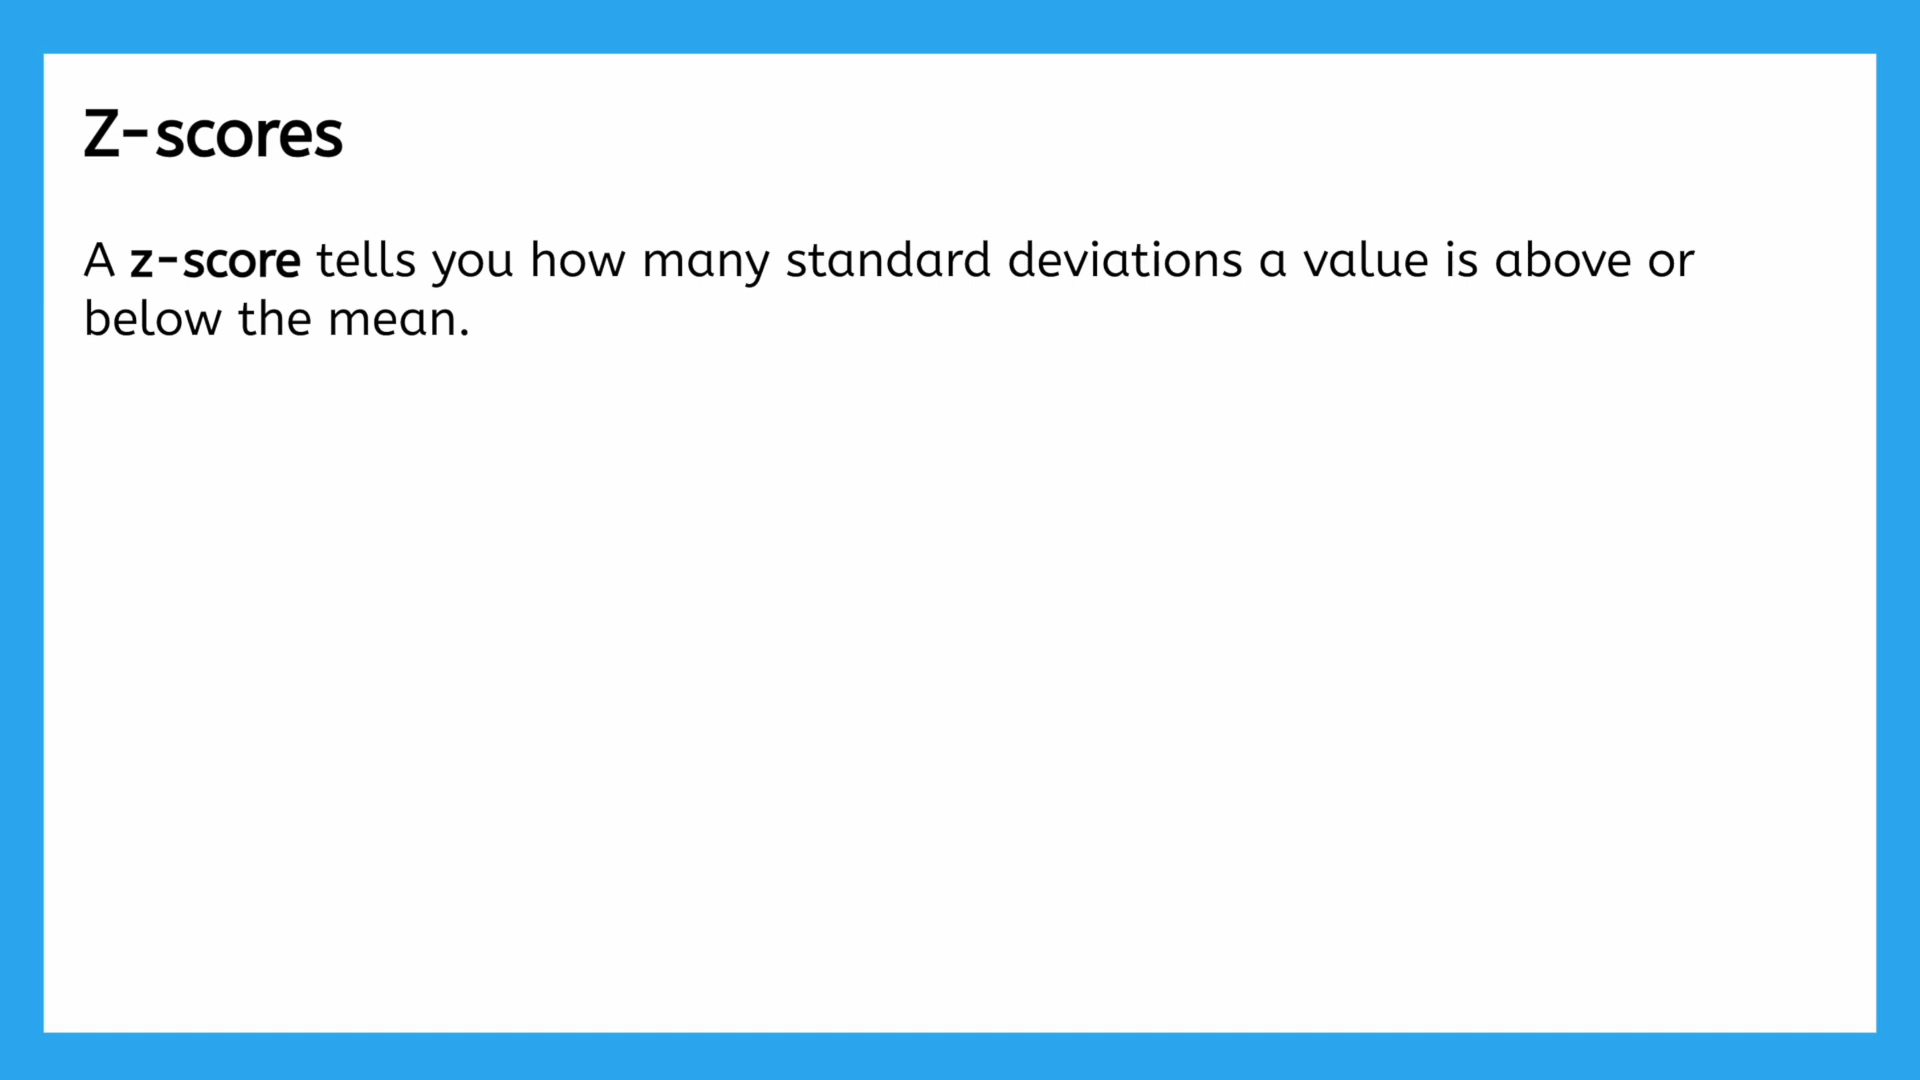 Z-scores
A z-score tells you how many standard deviations a value is above or
below the mean.